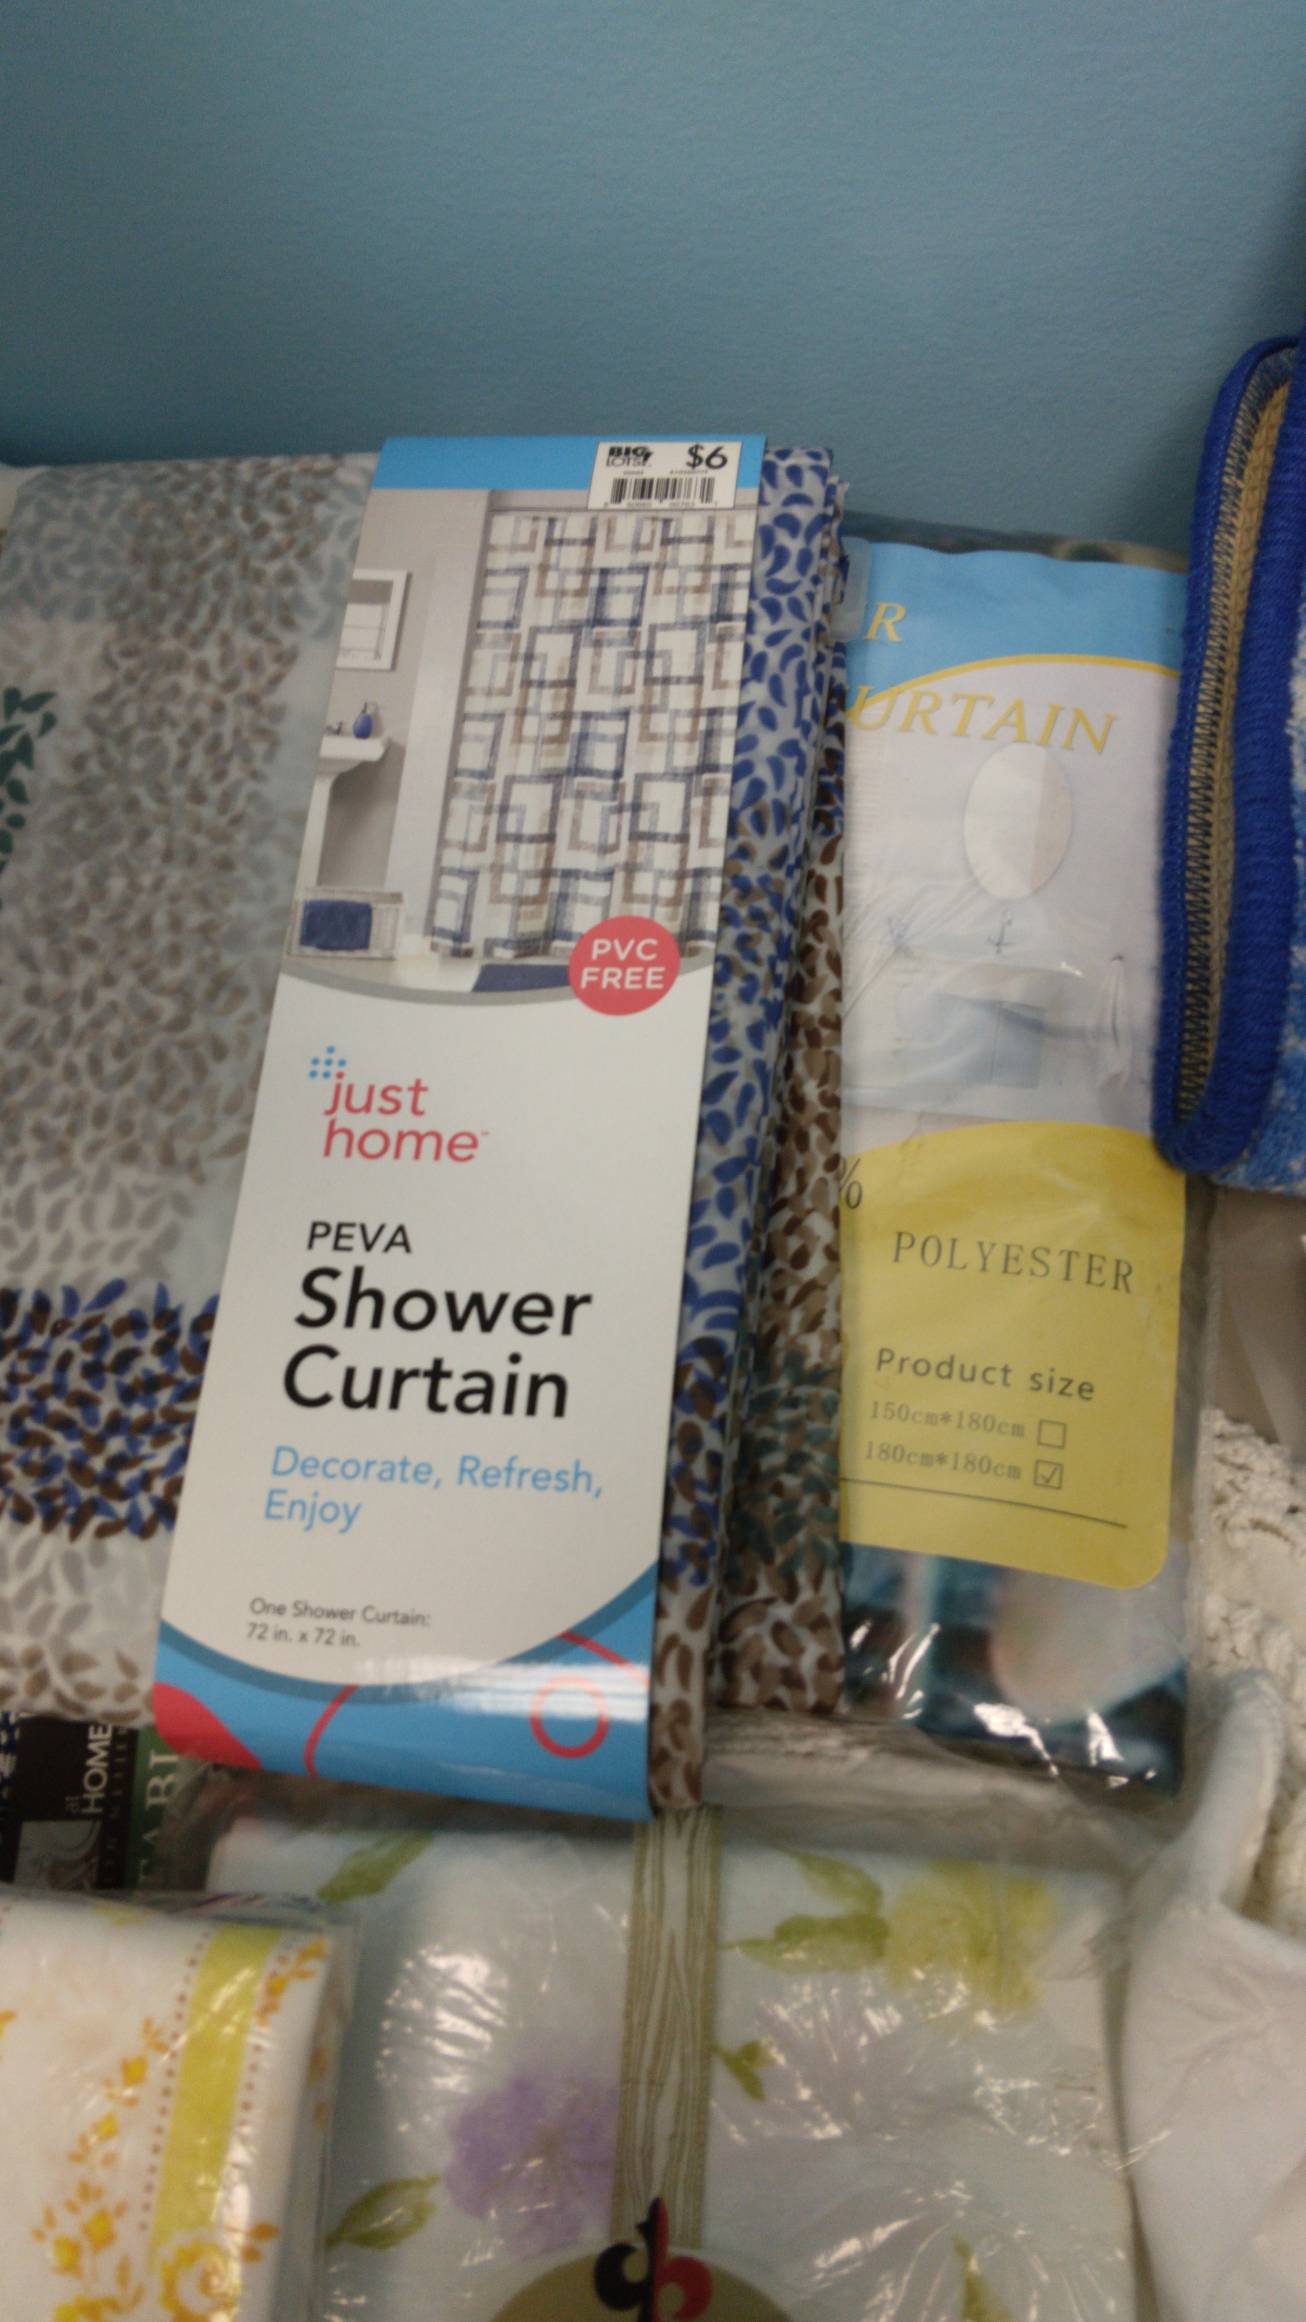 BIG
LOTS!
$6
PVC
FREE
just
home
PEVA
Shower
Curtain
Decorate, Refresh,
Enjoy
One Shower Curtain:
72 in. x 72 in.
R
URTAIN
%
POLYESTER
Product size
150cm*180cm
180cm*180cm
at
HOME